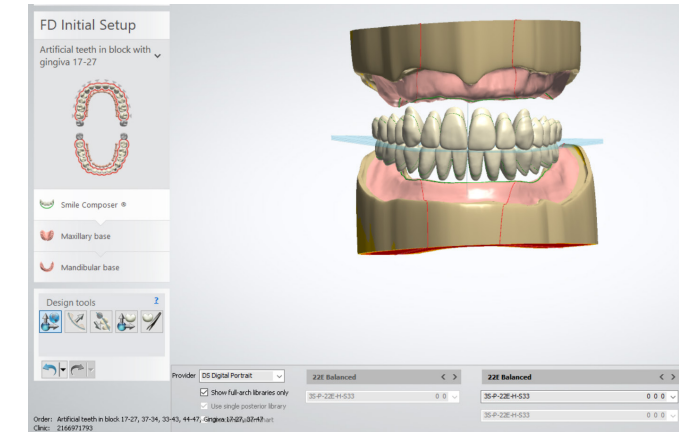 FD Initial Setup
Artificial teeth in block with
gingiva 17-27
Smile Composer ®
Maxillary base
Mandibular base
Design tools
?
Provider
DS Digital Portrait
Show full-arch libraries only
Use single posterior library
22E Balanced
< >
3S-P-22E-H-S33
0 0
22E Balanced
< >
3S-P-22E-H-S33
0 0 0
3S-P-22E-H-S33
0 0 0
Order: Artificial teeth in block 17-27, 37-34, 33-43, 44-47,
Clinic: 2166971793